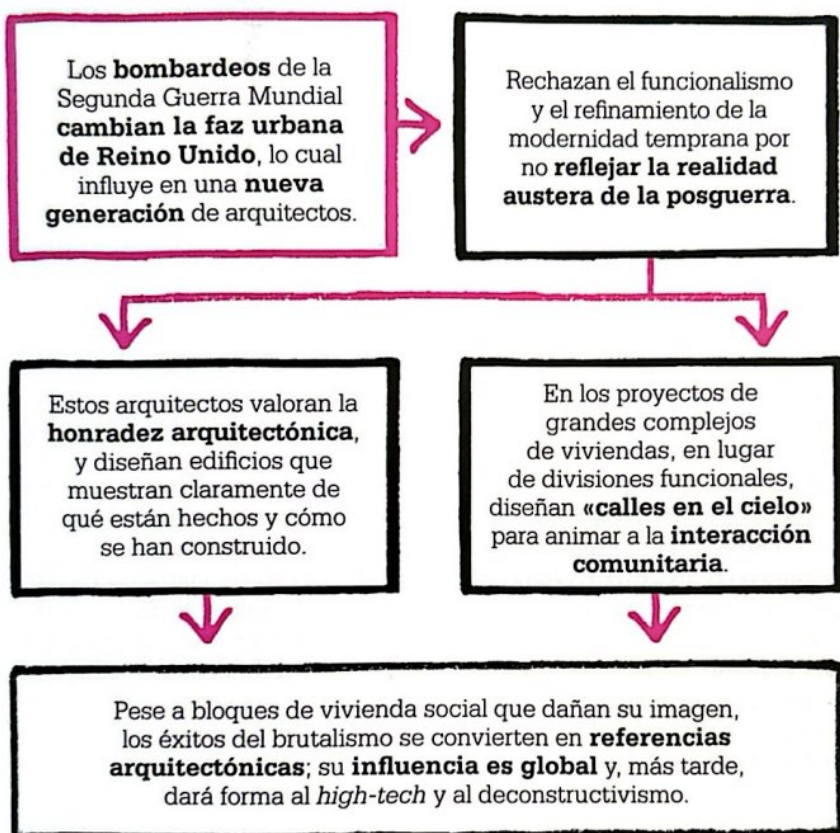 Los bombardeos de la
Segunda Guerra Mundial
cambian la faz urbana
de Reino Unido, lo cual
influye en una nueva
generación de arquitectos.
Rechazan el funcionalismo
y el refinamiento de la
modernidad temprana por
no reflejar la realidad
austera de la posguerra.
Estos arquitectos valoran la
honradez arquitectónica,
y diseñan edificios que
muestran claramente de
qué están hechos y cómo
se han construido.
En los proyectos de
grandes complejos
de viviendas, en lugar
de divisiones funcionales,
diseñan «calles en el cielo»
para animar a la interacción
comunitaria.
Pese a bloques de vivienda social que dañan su imagen,
los éxitos del brutalismo se convierten en referencias
arquitectónicas; su influencia es global y, más tarde,
dará forma al high-tech y al deconstructivismo.